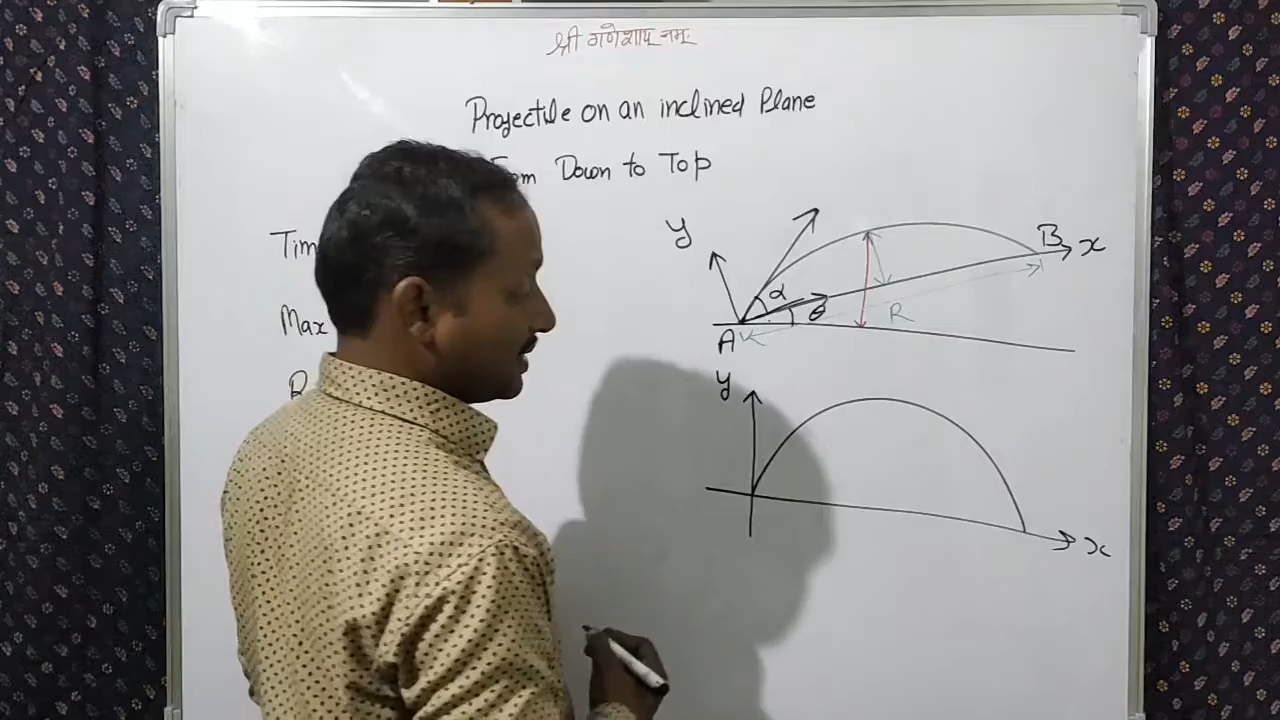 श्री गणेशाय नमः
Projectile on an inclined Plane
From Down to Top
Tim
Max
R
y
B
x
α
θ
R
A
y
x